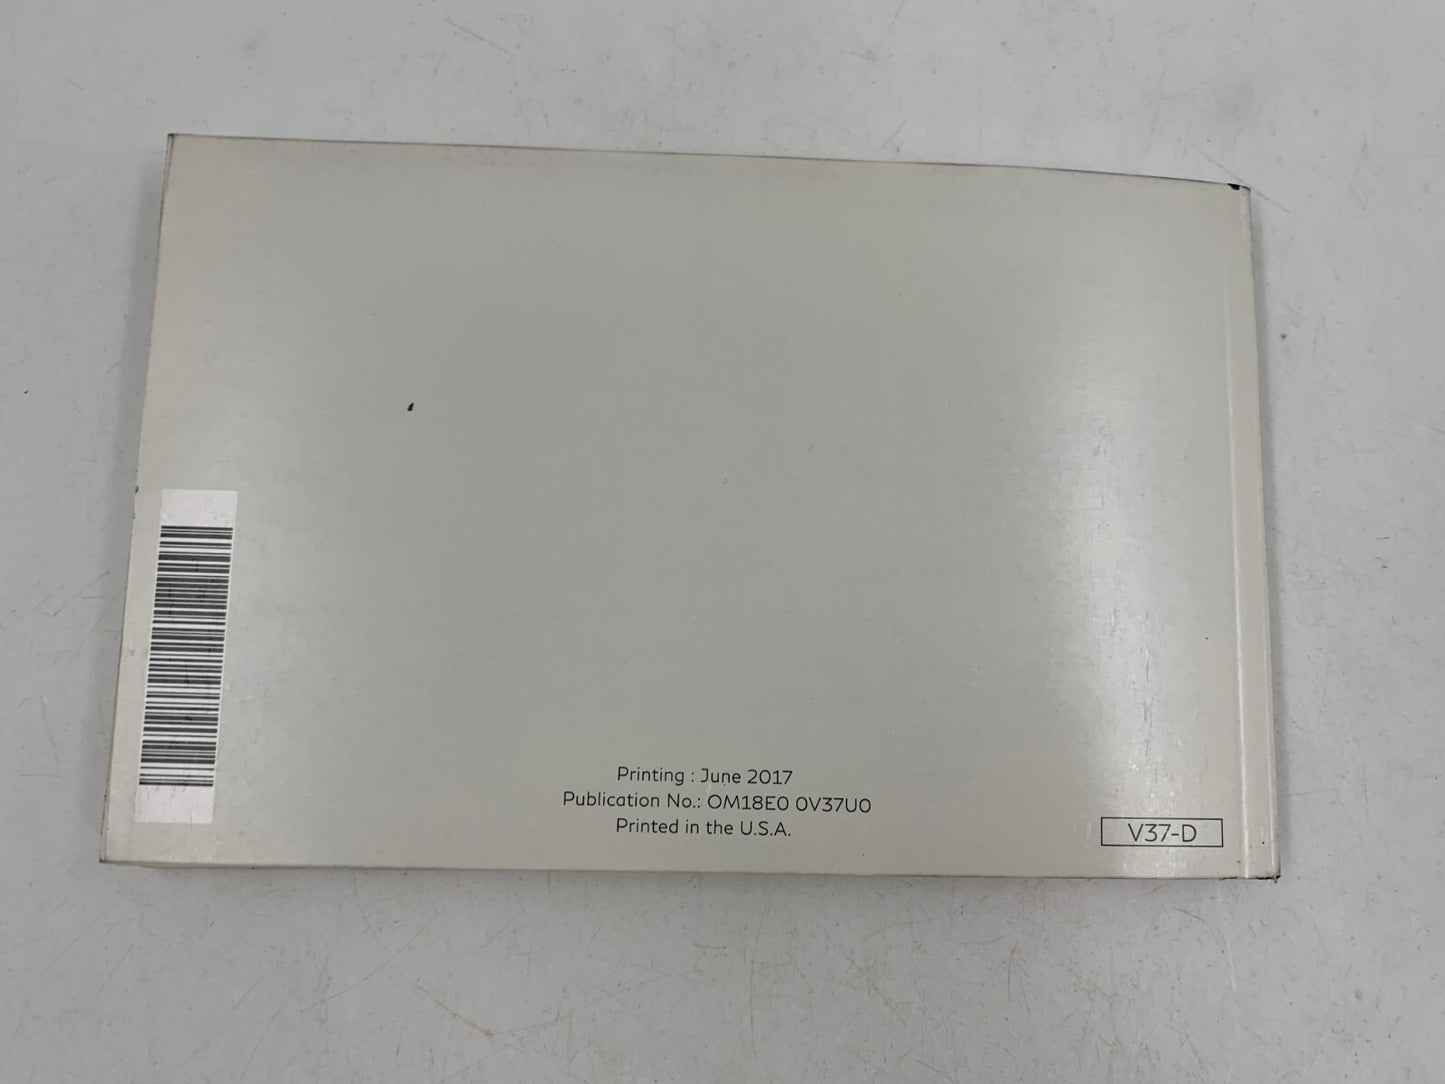 Printing : June 2017
Publication No.: OM18E0 0V37U0
Printed in the U.S.A.
V37-D